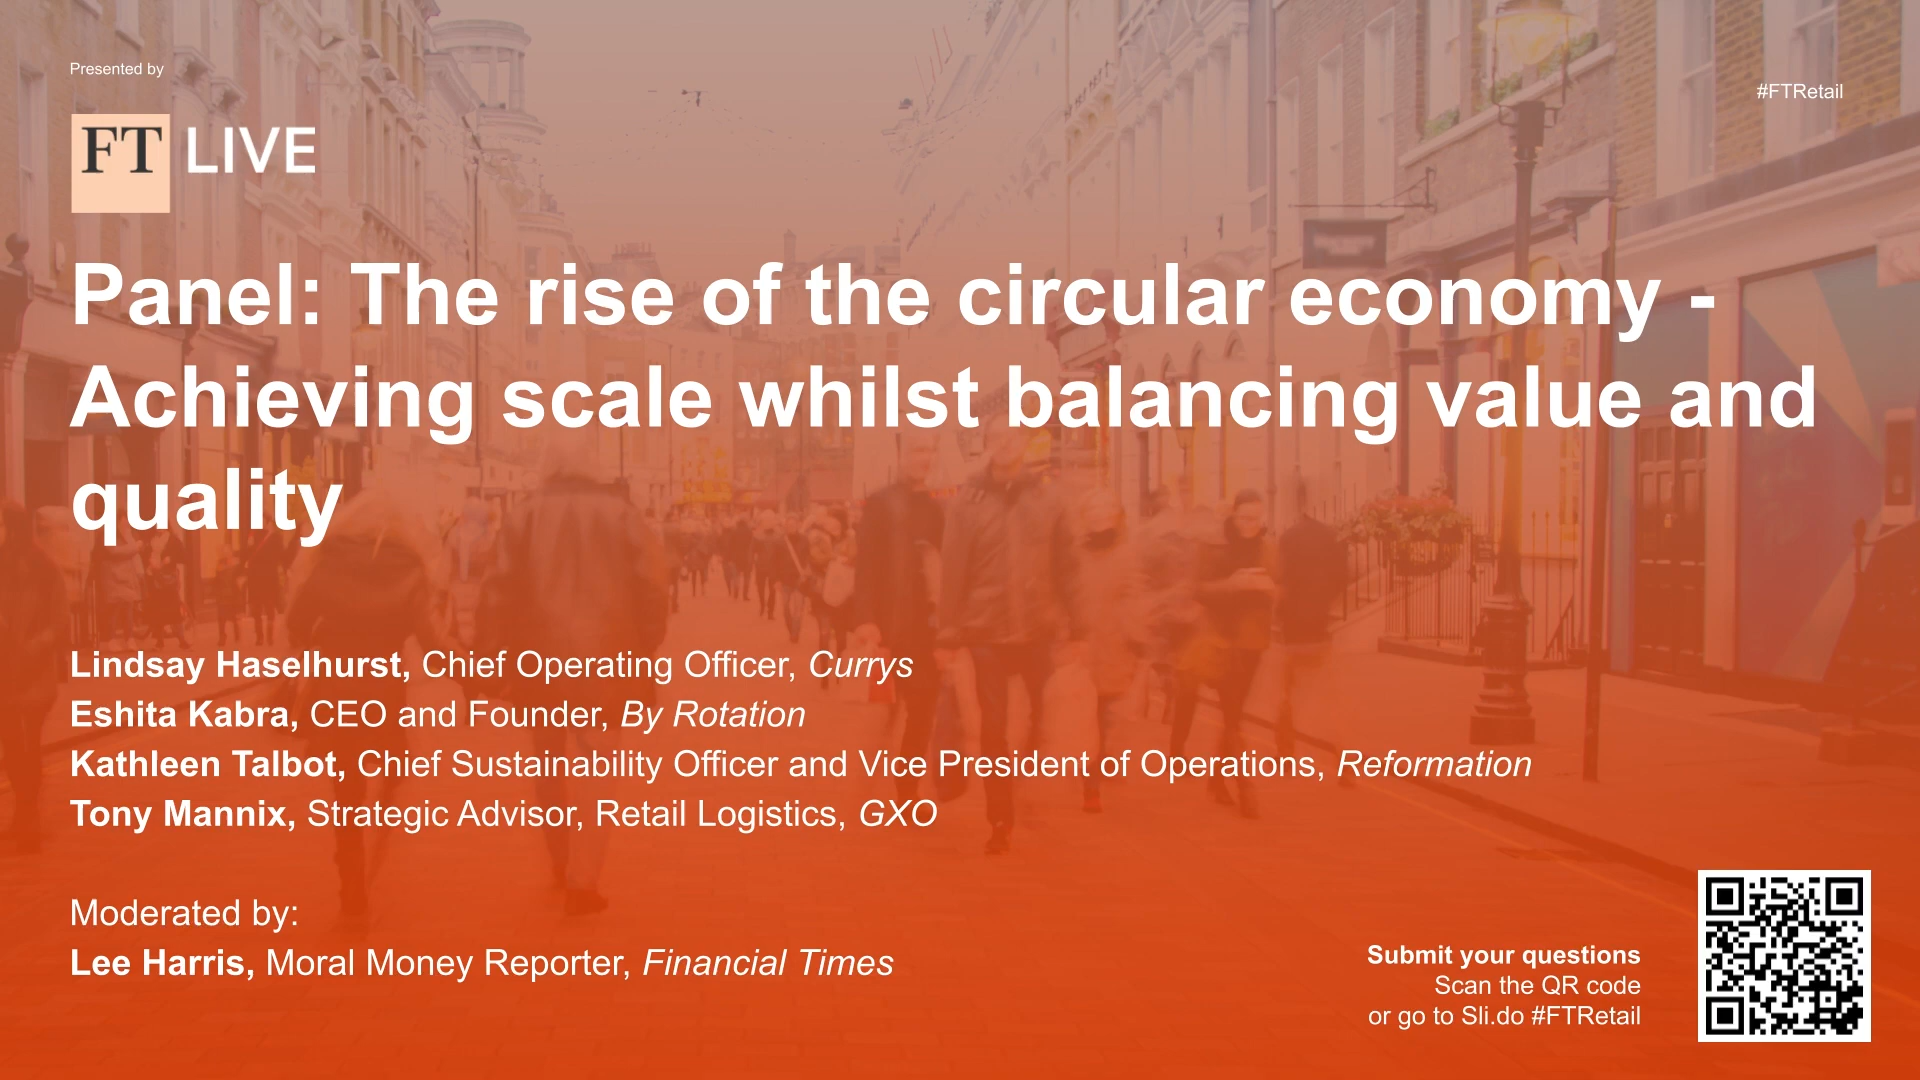 Presented by
#FTRetail
FT LIVE
Panel: The rise of the circular economy -
Achieving scale whilst balancing value and
quality
Lindsay Haselhurst, Chief Operating Officer, Currys
Eshita Kabra, CEO and Founder, By Rotation
Kathleen Talbot, Chief Sustainability Officer and Vice President of Operations, Reformation
Tony Mannix, Strategic Advisor, Retail Logistics, GXO
Moderated by:
Lee Harris, Moral Money Reporter, Financial Times
Submit your questions
Scan the QR code
or go to Sli.do #FTRetail